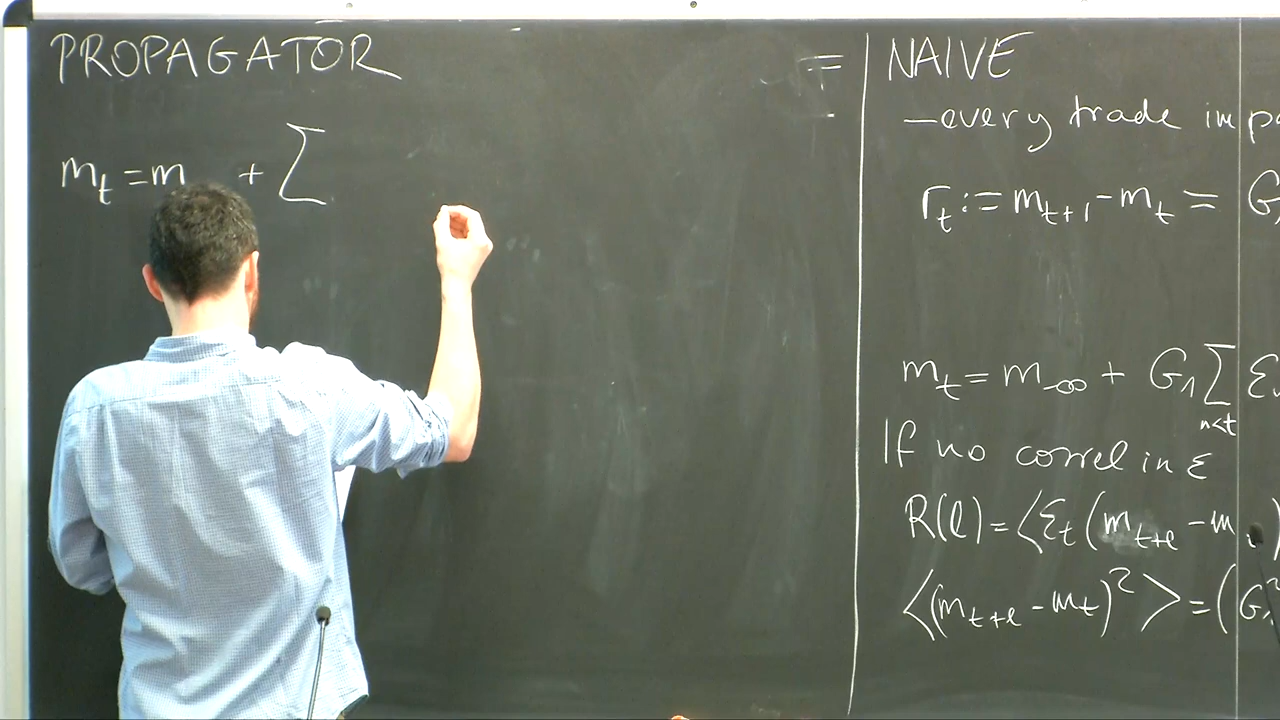 PROPAGATOR
m_t = m + Σ
=
NAIVE
— every trade imp
r_t := m_{t+1} - m_t = G
m_t = m_{-∞} + G_1 Σ_{n<t} ε
If no correl in ε
R(l) = ⟨ε_t (m_{t+l} - m
⟨(m_{t+l} - m_t)^2⟩ = (G